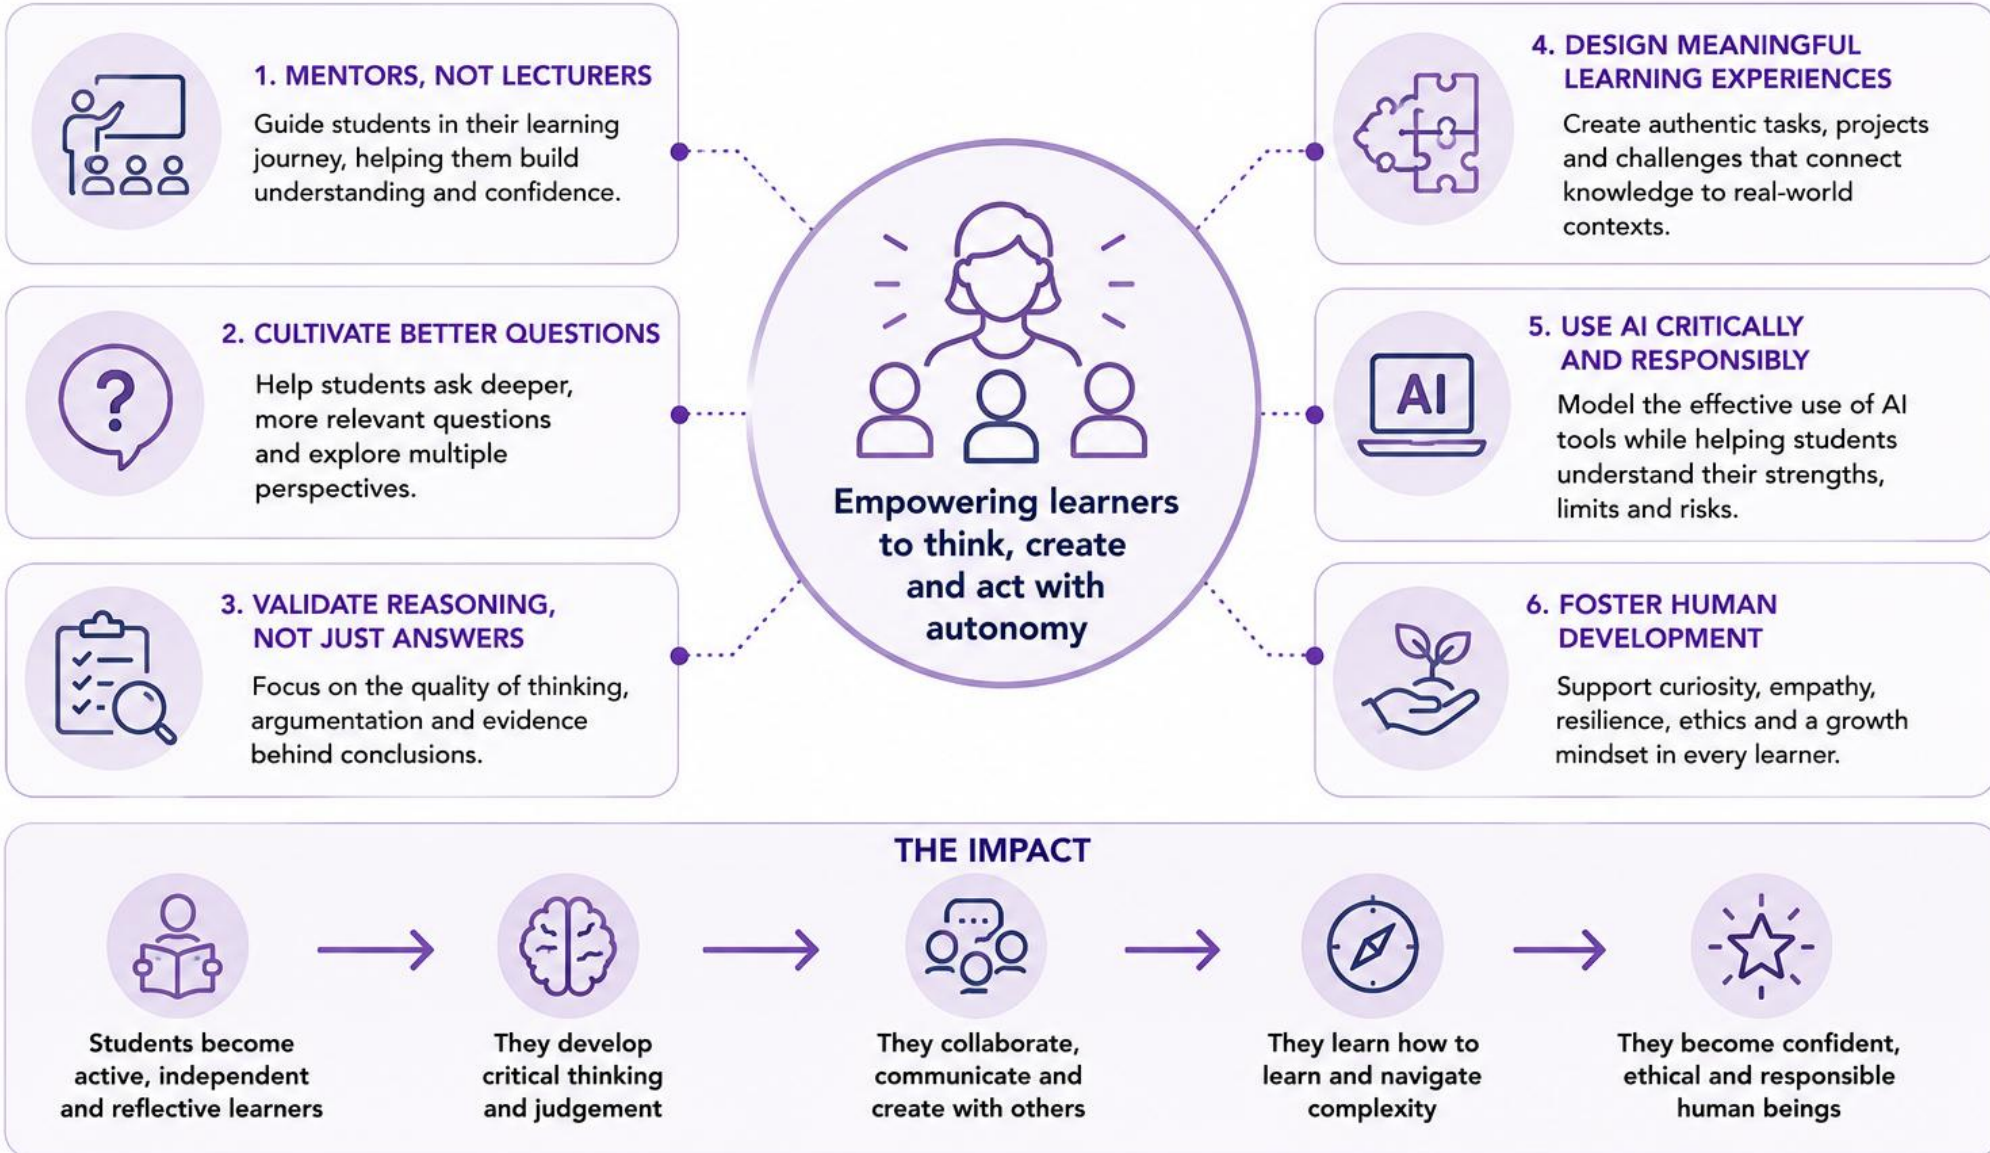 1. MENTORS, NOT LECTURERS
Guide students in their learning
journey, helping them build
understanding and confidence.
2. CULTIVATE BETTER QUESTIONS
?
Help students ask deeper,
more relevant questions
and explore multiple
perspectives.
3. VALIDATE REASONING,
NOT JUST ANSWERS
Focus on the quality of thinking,
argumentation and evidence
behind conclusions.
Empowering learners
to think, create
and act with
autonomy
4. DESIGN MEANINGFUL
LEARNING EXPERIENCES
Create authentic tasks, projects
and challenges that connect
knowledge to real-world
contexts.
5. USE AI CRITICALLY
AND RESPONSIBLY
AI
Model the effective use of AI
tools while helping students
understand their strengths,
limits and risks.
6. FOSTER HUMAN
DEVELOPMENT
Support curiosity, empathy,
resilience, ethics and a growth
mindset in every learner.
THE IMPACT
Students become
active, independent
and reflective learners
They develop
critical thinking
and judgement
They collaborate,
communicate and
create with others
They learn how to
learn and navigate
complexity
They become confident,
ethical and responsible
human beings